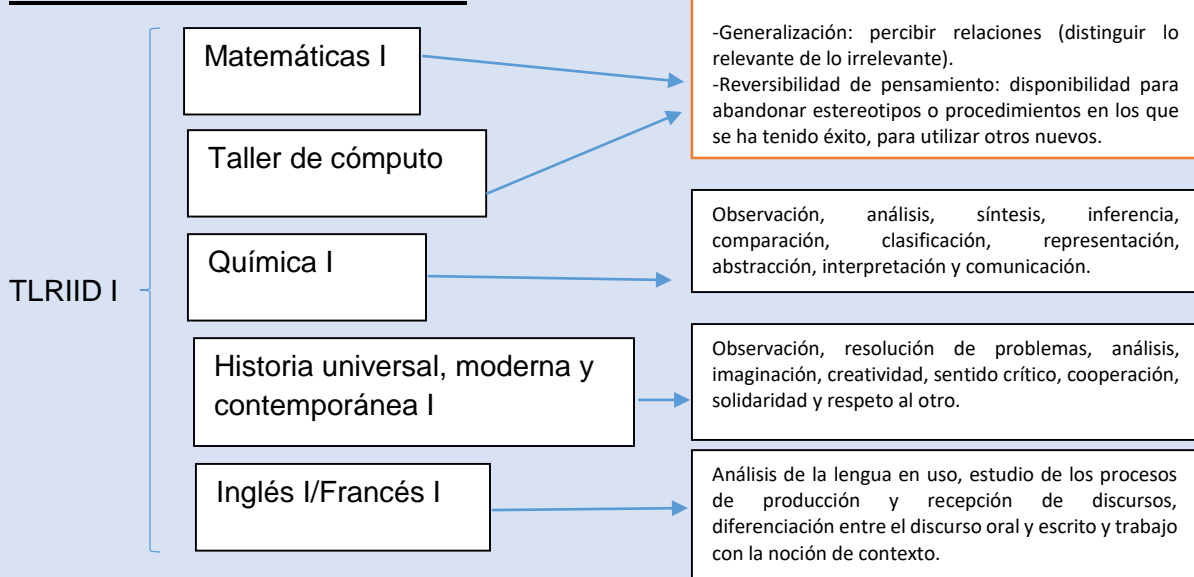 Matemáticas I
-Generalización: percibir relaciones (distinguir lo
relevante de lo irrelevante).
-Reversibilidad de pensamiento: disponibilidad para
abandonar estereotipos o procedimientos en los que
se ha tenido éxito, para utilizar otros nuevos.
Taller de cómputo
Observación, análisis, síntesis, inferencia,
comparación, clasificación, representación,
abstracción, interpretación y comunicación.
Química I
TLRIID I
Historia universal, moderna y
contemporánea I
Observación, resolución de problemas, análisis,
imaginación, creatividad, sentido crítico, cooperación,
solidaridad y respeto al otro.
Inglés I/Francés I
Análisis de la lengua en uso, estudio de los procesos
de producción y recepción de discursos,
diferenciación entre el discurso oral y escrito y trabajo
con la noción de contexto.